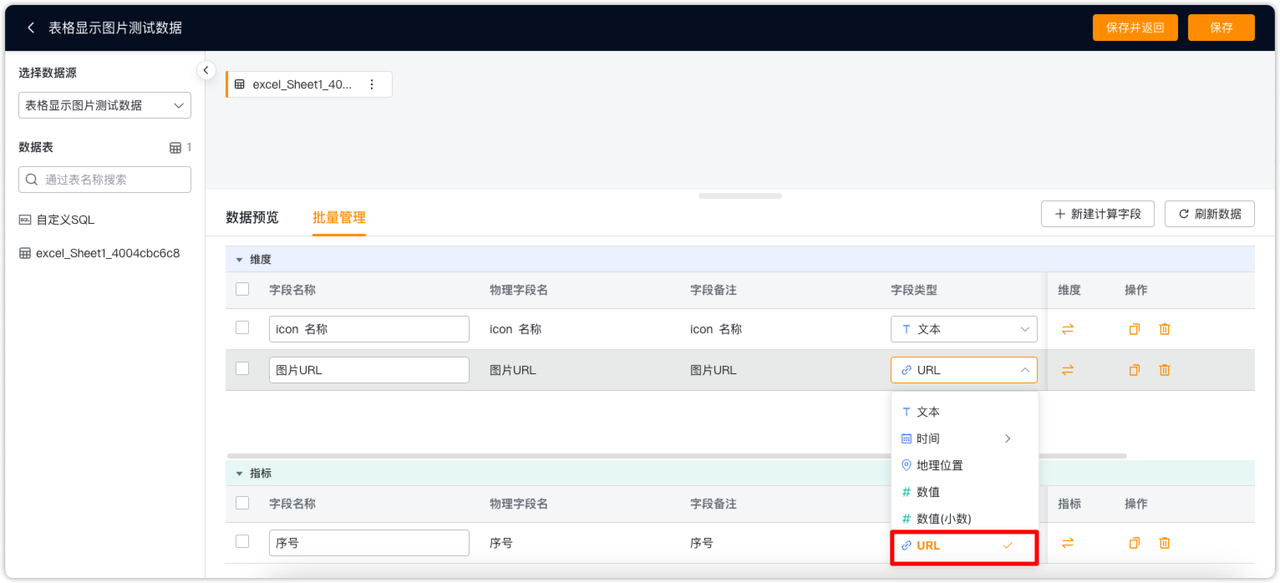 表格显示图片测试数据
保存并返回
保存
选择数据源
表格显示图片测试数据
数据表
1
通过表名称搜索
自定义SQL
excel_Sheet1_4004cbc6c8
excel_Sheet1_40...
数据预览
批量管理
新建计算字段
刷新数据
维度
字段名称 物理字段名 字段备注 字段类型 维度 操作
icon 名称 icon 名称 icon 名称 T 文本
图片URL 图片URL 图片URL URL
T 文本
时间
地理位置
# 数值
# 数值(小数)
URL
指标
字段名称 物理字段名 字段备注 指标 操作
序号 序号 序号